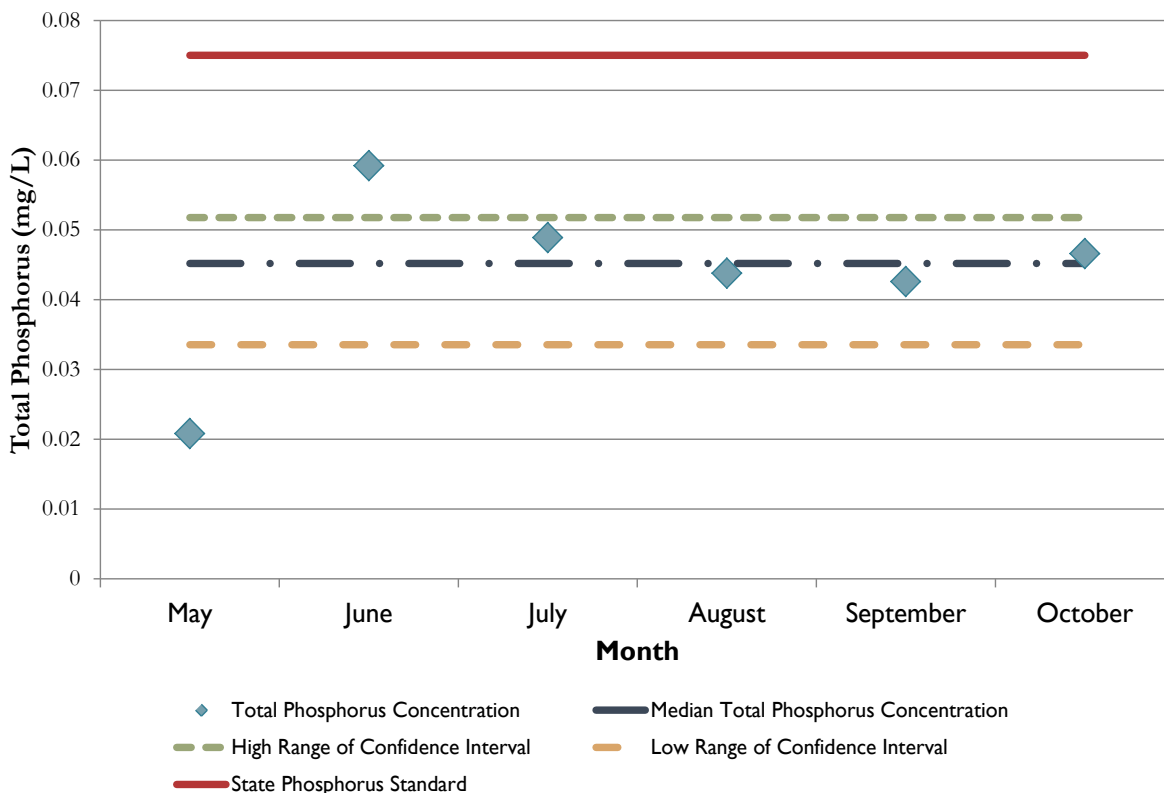 0.08
0.07
0.06
0.05
0.04
0.03
0.02
0.01
0
Total Phosphorus (mg/L)
May June July August September October
Month
Total Phosphorus Concentration Median Total Phosphorus Concentration
High Range of Confidence Interval Low Range of Confidence Interval
State Phosphorus Standard